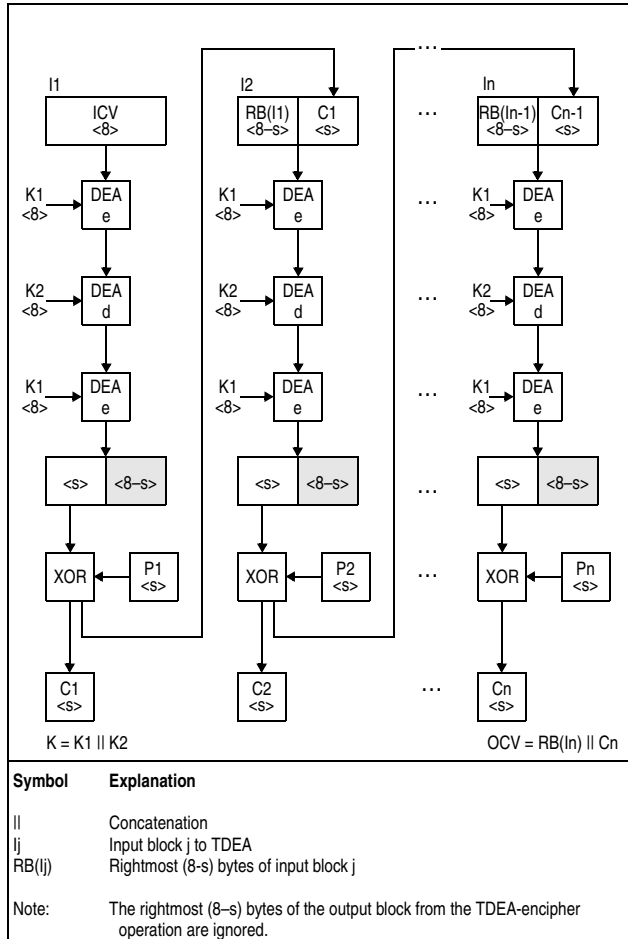 ...
I1 I2 In
ICV RB(I1) C1 RB(In-1) Cn-1
<8> <8–s> <s> ... <8–s> <s>
K1 DEA K1 DEA ... K1 DEA
<8> e <8> e <8> e
K2 DEA K2 DEA ... K2 DEA
<8> d <8> d <8> d
K1 DEA K1 DEA ... K1 DEA
<8> e <8> e <8> e
<s> <8–s> <s> <8–s> ... <s> <8–s>
XOR P1 XOR P2 ... XOR Pn
<s> <s> <s>
C1 C2 ... Cn
<s> <s> <s>
K = K1 || K2 OCV = RB(In) || Cn
Symbol Explanation
|| Concatenation
Ij Input block j to TDEA
RB(Ij) Rightmost (8-s) bytes of input block j
Note: The rightmost (8–s) bytes of the output block from the TDEA-encipher
operation are ignored.